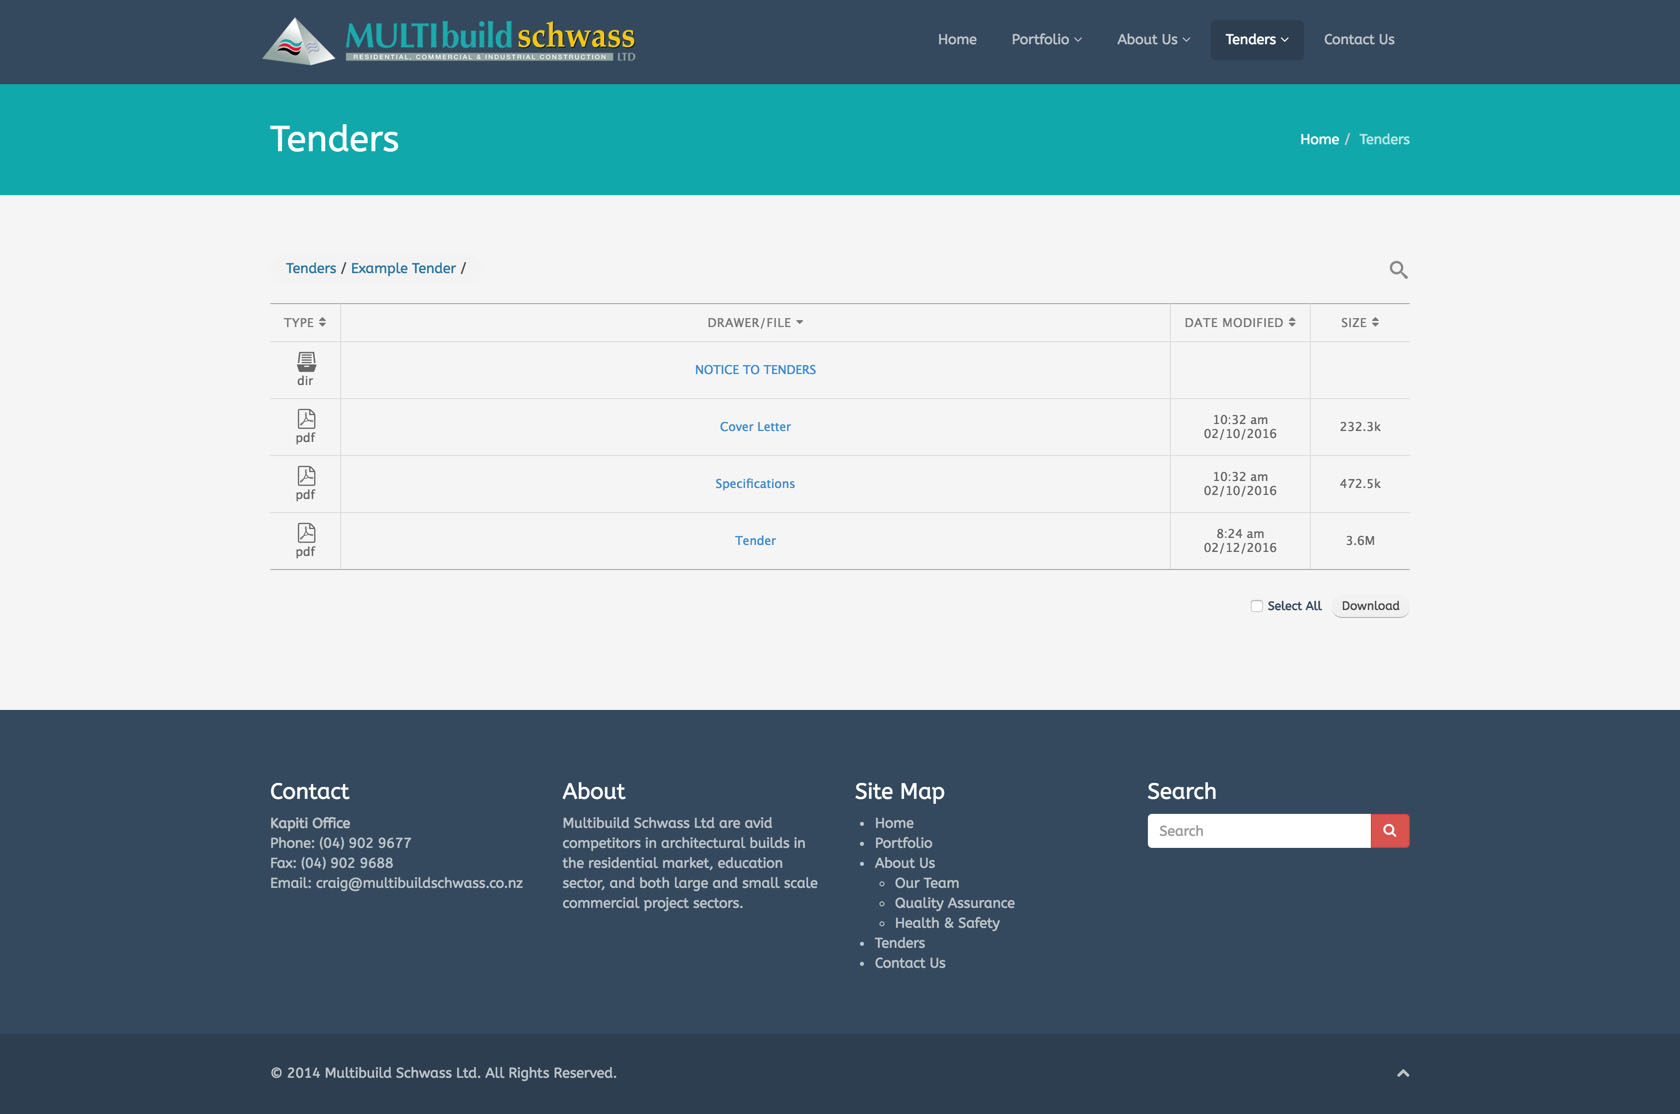 MULTIbuild schwass
RESIDENTIAL, COMMERCIAL & INDUSTRIAL CONSTRUCTION LTD
Home
Portfolio
About Us
Tenders
Contact Us
Tenders
Home / Tenders
Tenders / Example Tender /
TYPE DRAWER/FILE DATE MODIFIED SIZE
dir NOTICE TO TENDERS
pdf Cover Letter 10:32 am 02/10/2016 232.3k
pdf Specifications 10:32 am 02/10/2016 472.5k
pdf Tender 8:24 am 02/12/2016 3.6M
Select All Download
Contact
Kapiti Office
Phone: (04) 902 9677
Fax: (04) 902 9688
Email: craig@multibuildschwass.co.nz
About
Multibuild Schwass Ltd are avid
competitors in architectural builds in
the residential market, education
sector, and both large and small scale
commercial project sectors.
Site Map
• Home
• Portfolio
• About Us
◦ Our Team
◦ Quality Assurance
◦ Health & Safety
• Tenders
• Contact Us
Search
Search
© 2014 Multibuild Schwass Ltd. All Rights Reserved.